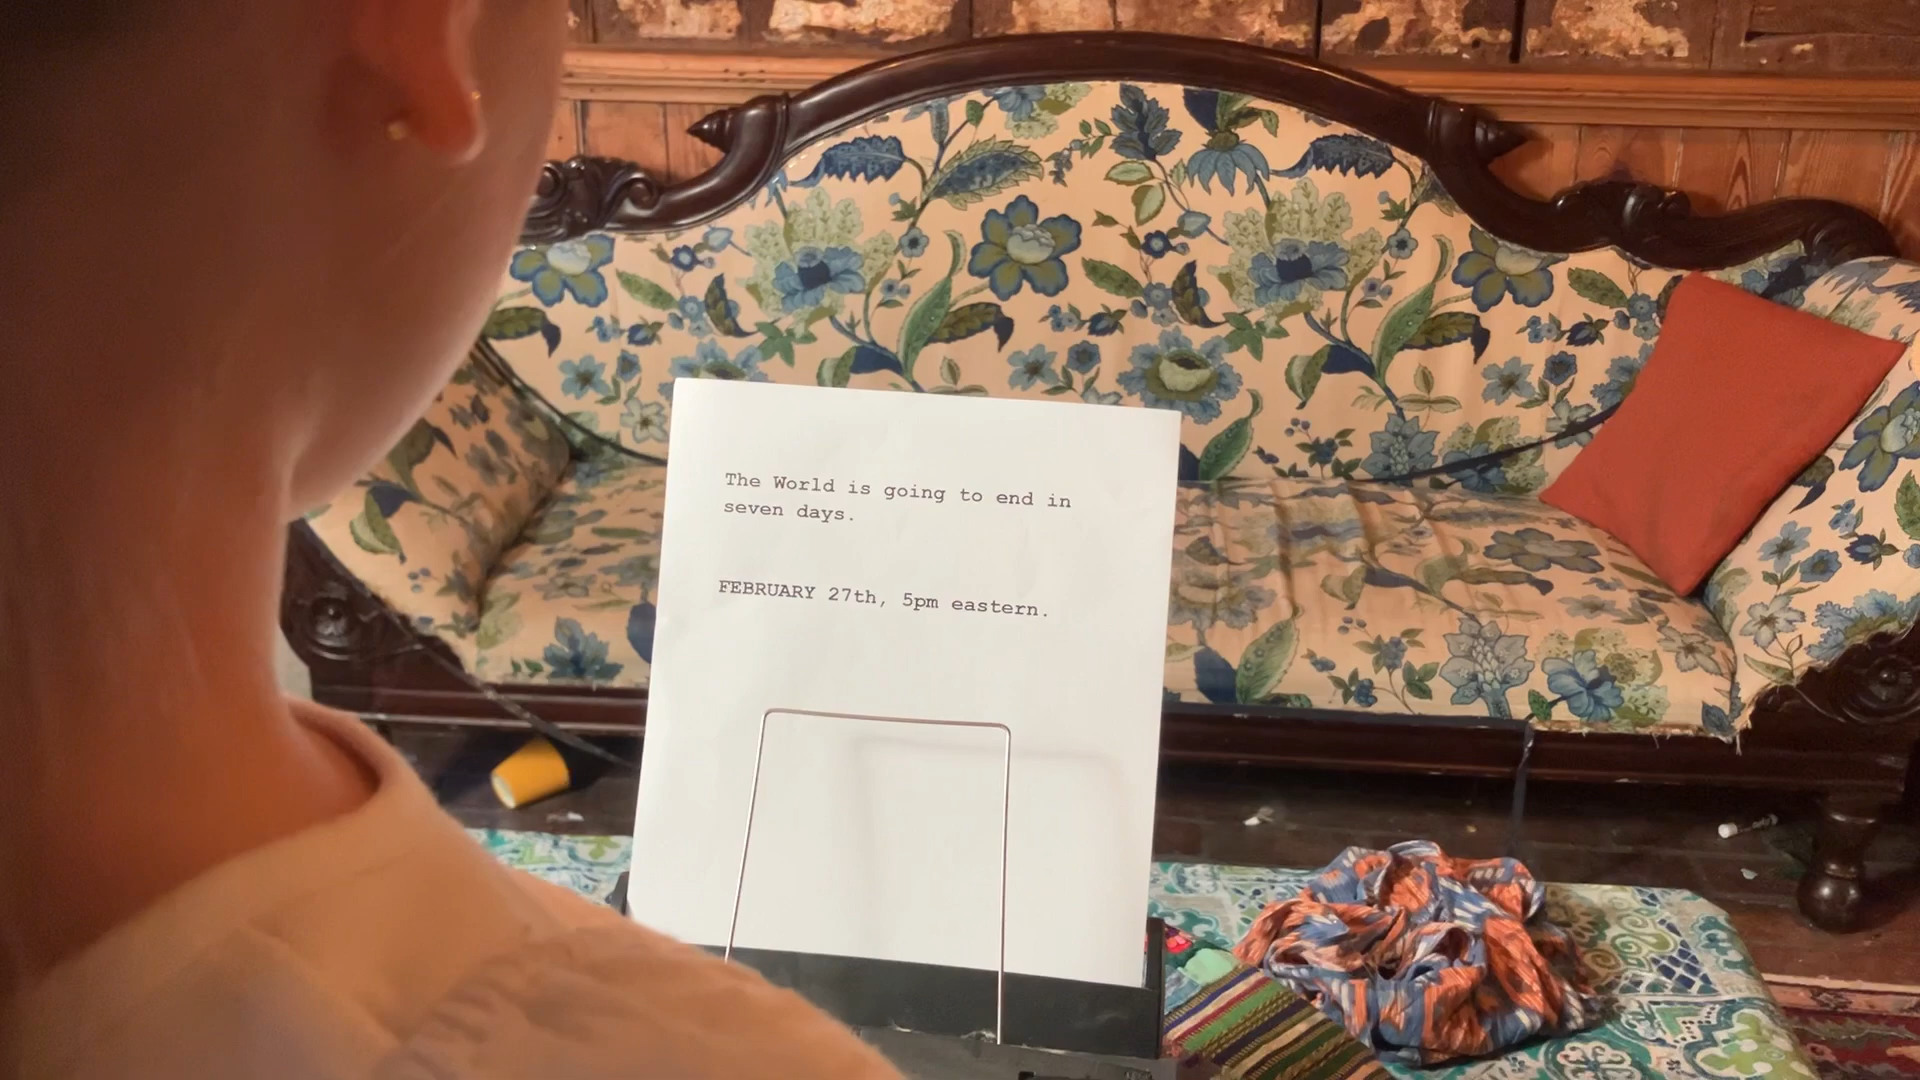 The World is going to end in
seven days.
FEBRUARY 27th, 5pm eastern.